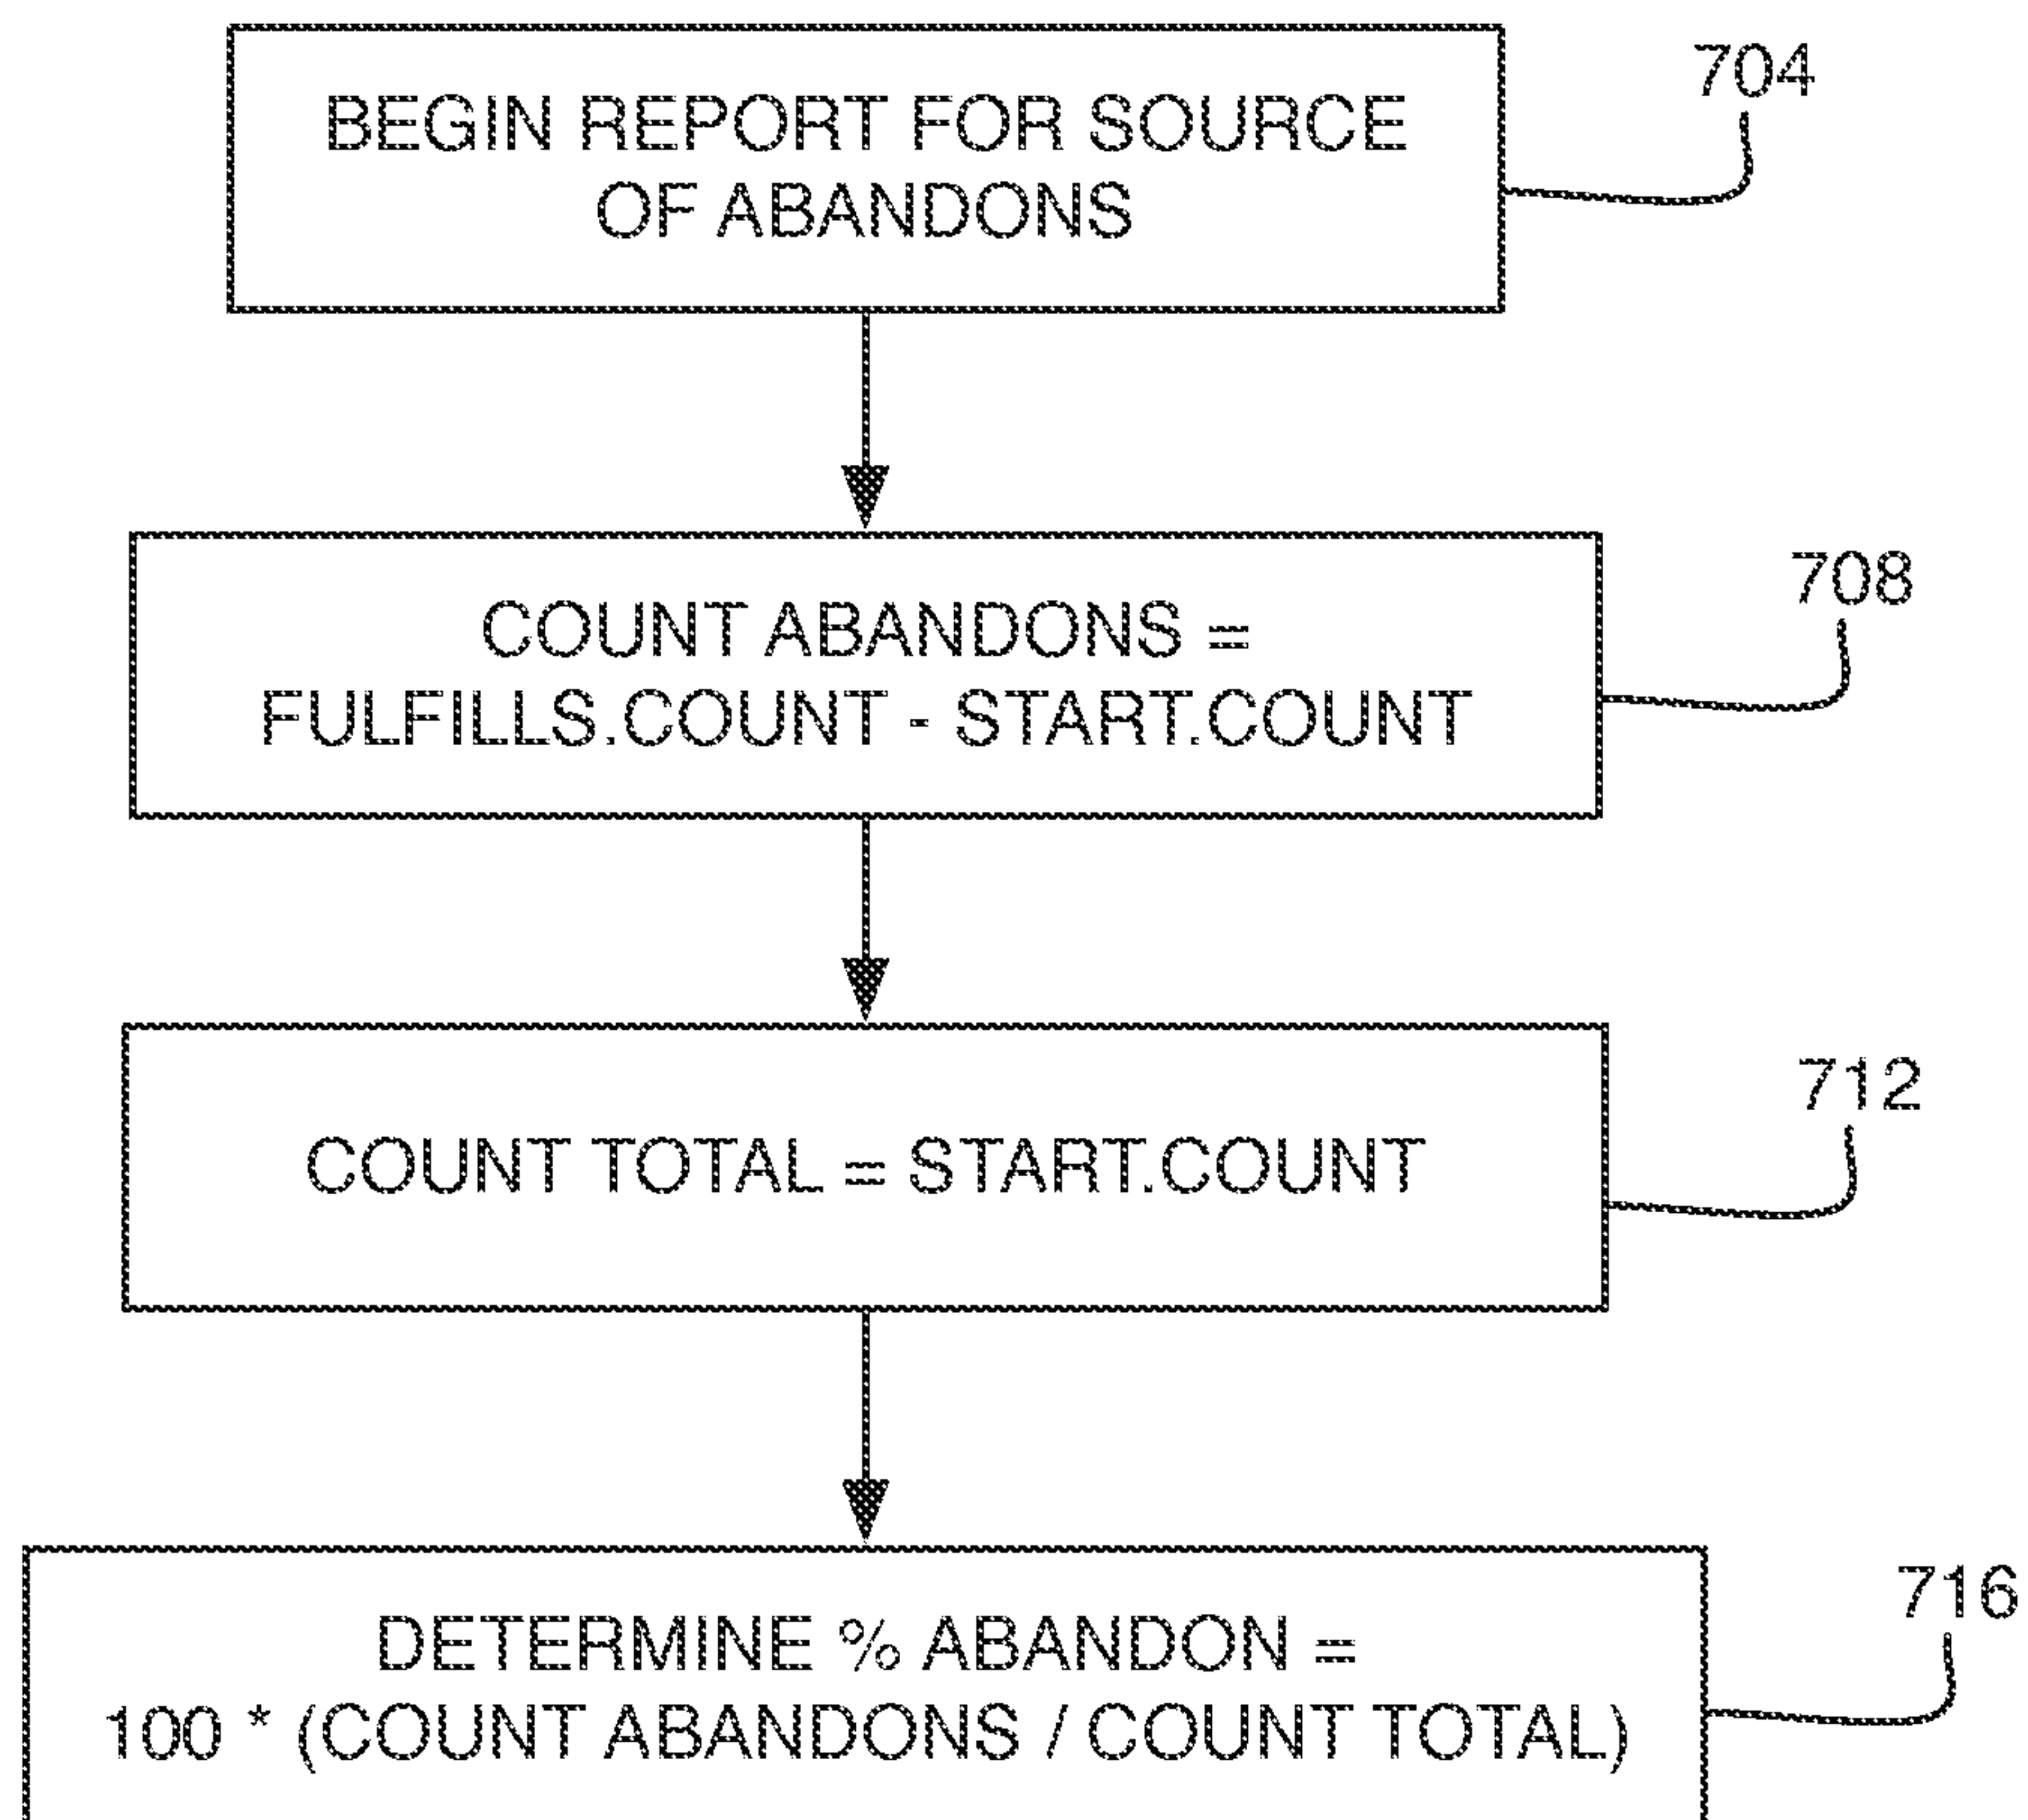 BEGIN REPORT FOR SOURCE
OF ABANDONS
704
COUNT ABANDONS =
FULFILLS.COUNT - START.COUNT
708
COUNT TOTAL = START.COUNT
712
DETERMINE % ABANDON =
100 * (COUNT ABANDONS / COUNT TOTAL)
716